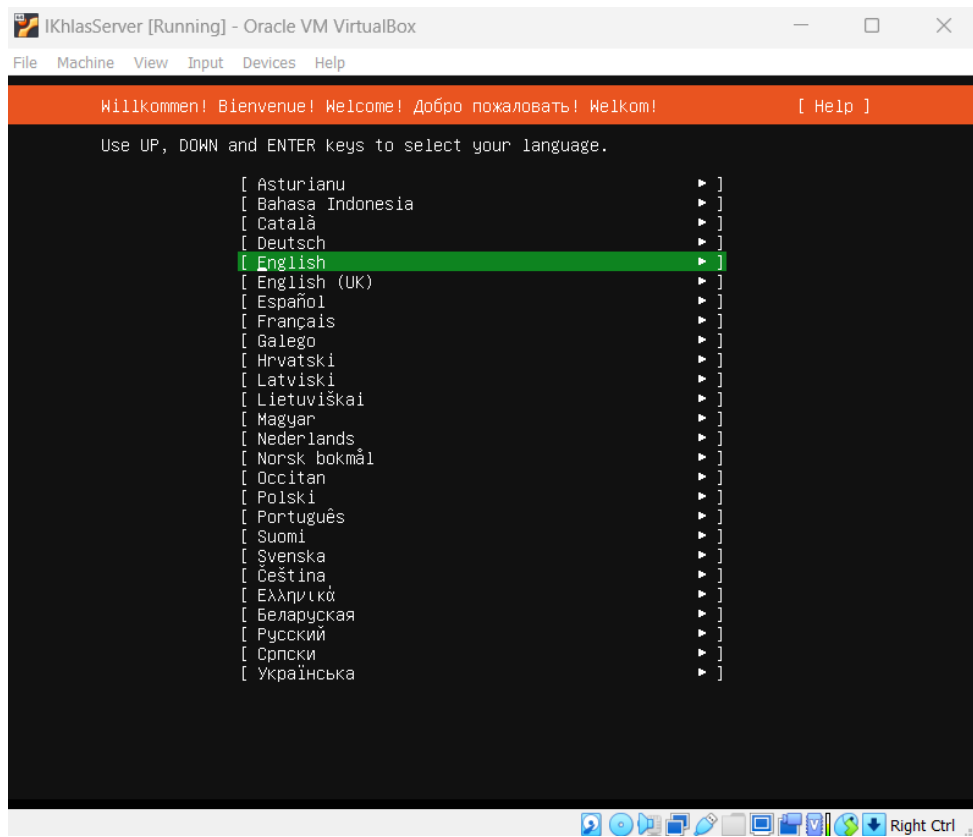 IKhlasServer [Running] - Oracle VM VirtualBox
File Machine View Input Devices Help
Willkommen! Bienvenue! Welcome! Добро пожаловать! Welkom! [ Help ]
Use UP, DOWN and ENTER keys to select your language.
[ Asturianu ▸ ]
[ Bahasa Indonesia ▸ ]
[ Català ▸ ]
[ Deutsch ▸ ]
[ English ▸ ]
[ English (UK) ▸ ]
[ Español ▸ ]
[ Français ▸ ]
[ Galego ▸ ]
[ Hrvatski ▸ ]
[ Latviski ▸ ]
[ Lietuviškai ▸ ]
[ Magyar ▸ ]
[ Nederlands ▸ ]
[ Norsk bokmål ▸ ]
[ Occitan ▸ ]
[ Polski ▸ ]
[ Português ▸ ]
[ Suomi ▸ ]
[ Svenska ▸ ]
[ Čeština ▸ ]
[ Ελληνικά ▸ ]
[ Беларуская ▸ ]
[ Русский ▸ ]
[ Српски ▸ ]
[ Українська ▸ ]
Right Ctrl